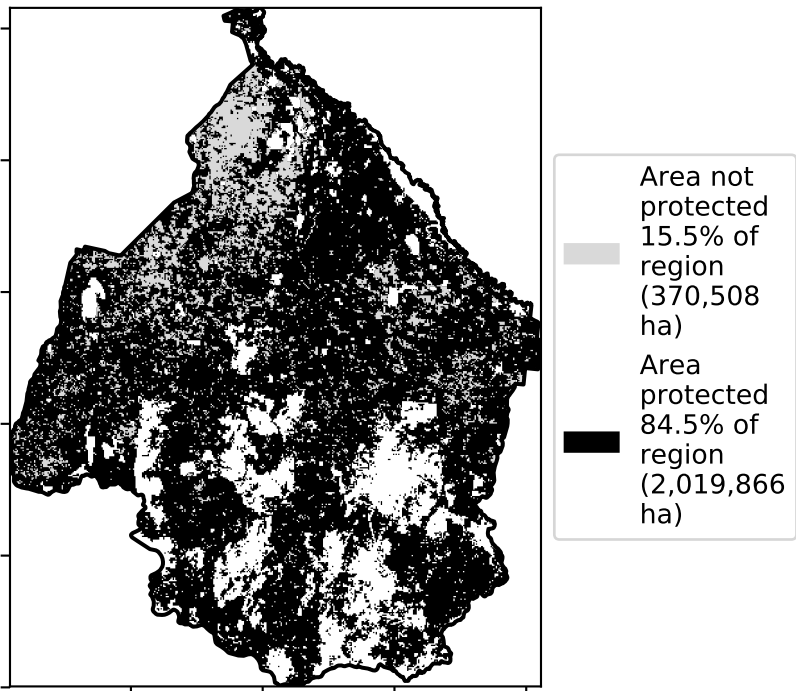 Area not
protected
15.5% of
region
(370,508
ha)
Area
protected
84.5% of
region
(2,019,866
ha)